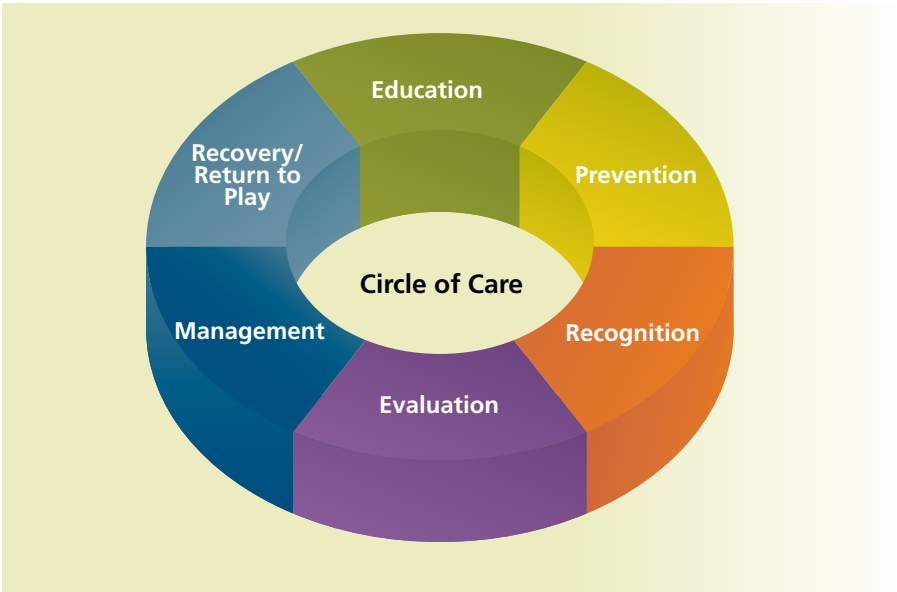 Education
Recovery/
Return to
Play
Prevention
Circle of Care
Management
Recognition
Evaluation